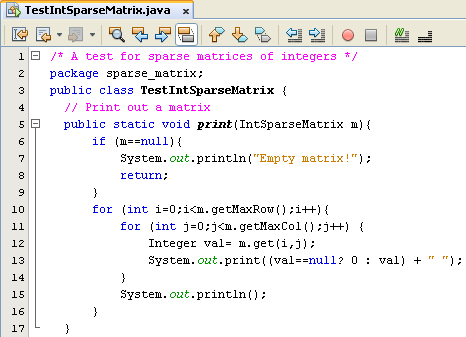 TestIntSparseMatrix.java x
1 /* A test for sparse matrices of integers */
2 package sparse_matrix;
3 public class TestIntSparseMatrix {
4 // Print out a matrix
5 public static void print(IntSparseMatrix m){
6 if (m==null){
7 System.out.println("Empty matrix!");
8 return;
9 }
10 for (int i=0;i<m.getMaxRow();i++){
11 for (int j=0;j<m.getMaxCol();j++) {
12 Integer val= m.get(i,j);
13 System.out.print((val==null? 0 : val) + " ");
14 }
15 System.out.println();
16 }
17 }